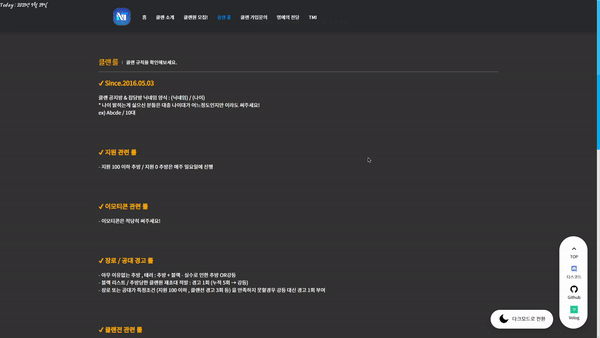 Today : 2023년 9월 29일
N
홈 클랜 소개 클랜원 모집! 클랜 룰 클랜 가입문의 명예의 전당 TMI
클랜 룰 | 클랜 규칙을 확인해보세요.
✓ Since.2016.05.03
클랜 공지방 & 잡담방 닉네임 양식 : (닉네임) / (나이)
* 나이 밝히는게 싫으신 분들은 대충 나이대가 어느정도인지만 이라도 써주세요!
ex) Abcde / 10대
✓ 지원 관련 룰
- 지원 100 이하 추방 / 지원 0 추방은 매주 일요일에 진행
✓ 이모티콘 관련 룰
- 이모티콘은 적당히 써주세요!
✓ 장로 / 공대 경고 룰
- 아무 이유없는 추방, 테러 : 추방 + 블랙 · 실수로 인한 추방 OR강등
- 블랙 리스트 / 추방당한 클랜원 재초대 적발 : 경고 1회 (누적 5회 → 강등)
- 장로 또는 공대가 특정조건 (지원 100 이하, 클랜전 경고 3회 등) 을 만족하지 못할경우 강등 대신 경고 1회 부여
✓ 클랜전 관련 룰
TOP
디스코드
Github
Velog
다크모드로 전환